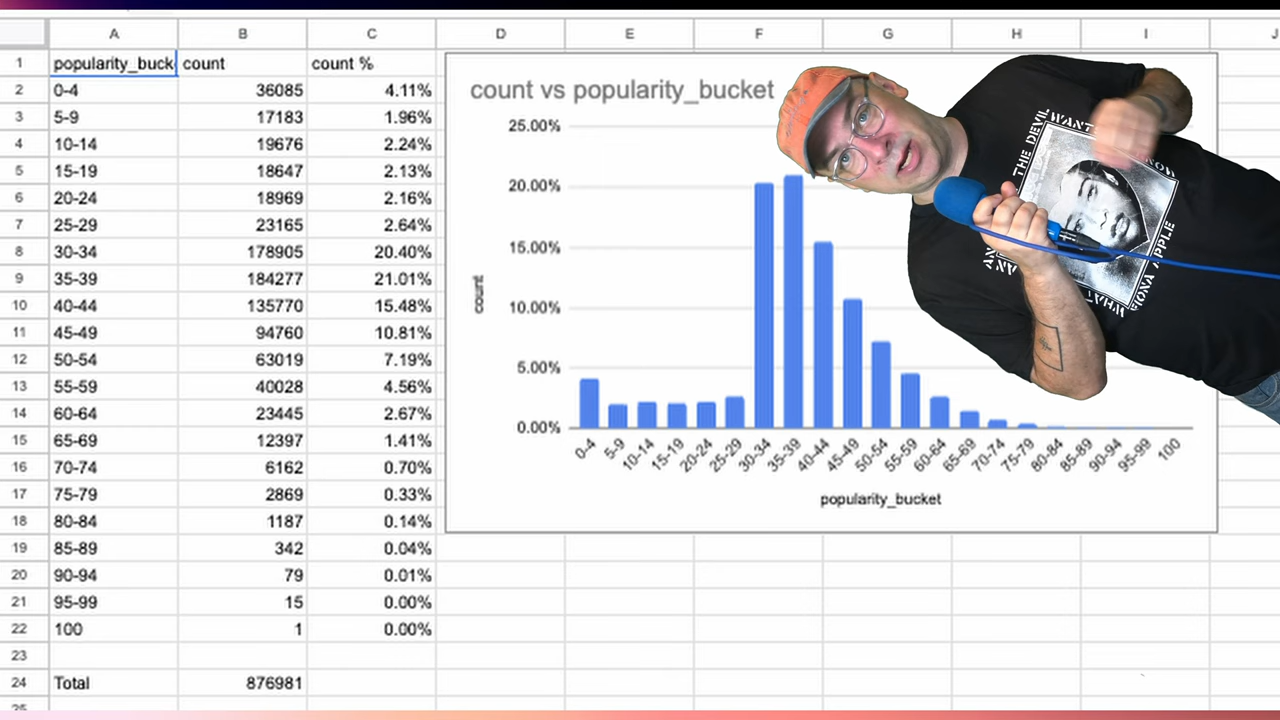 A B C D E F G H I J
1 popularity_buck count count %
2 0-4 36085 4.11%
3 5-9 17183 1.96%
4 10-14 19676 2.24%
5 15-19 18647 2.13%
6 20-24 18969 2.16%
7 25-29 23165 2.64%
8 30-34 178905 20.40%
9 35-39 184277 21.01%
10 40-44 135770 15.48%
11 45-49 94760 10.81%
12 50-54 63019 7.19%
13 55-59 40028 4.56%
14 60-64 23445 2.67%
15 65-69 12397 1.41%
16 70-74 6162 0.70%
17 75-79 2869 0.33%
18 80-84 1187 0.14%
19 85-89 342 0.04%
20 90-94 79 0.01%
21 95-99 15 0.00%
22 100 1 0.00%
23
24 Total 876981
25
count vs popularity_bucket
25.00%
20.00%
15.00%
10.00%
5.00%
0.00%
count
0-4 5-9 10-14 15-19 20-24 25-29 30-34 35-39 40-44 45-49 50-54 55-59 60-64 65-69 70-74 75-79 80-84 85-89 90-94 95-99 100
popularity_bucket
THE DEVIL
WANT
NOW
FIONA APPLE
WHAT